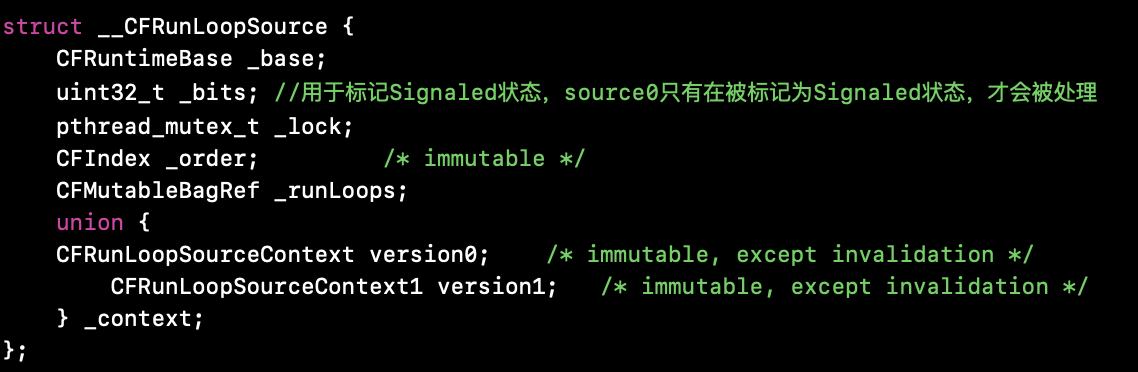 struct __CFRunLoopSource {
    CFRuntimeBase _base;
    uint32_t _bits; //用于标记Signaled状态，source0只有在被标记为Signaled状态，才会被处理
    pthread_mutex_t _lock;
    CFIndex _order;         /* immutable */
    CFMutableBagRef _runLoops;
    union {
    CFRunLoopSourceContext version0;    /* immutable, except invalidation */
        CFRunLoopSourceContext1 version1;   /* immutable, except invalidation */
    } _context;
};